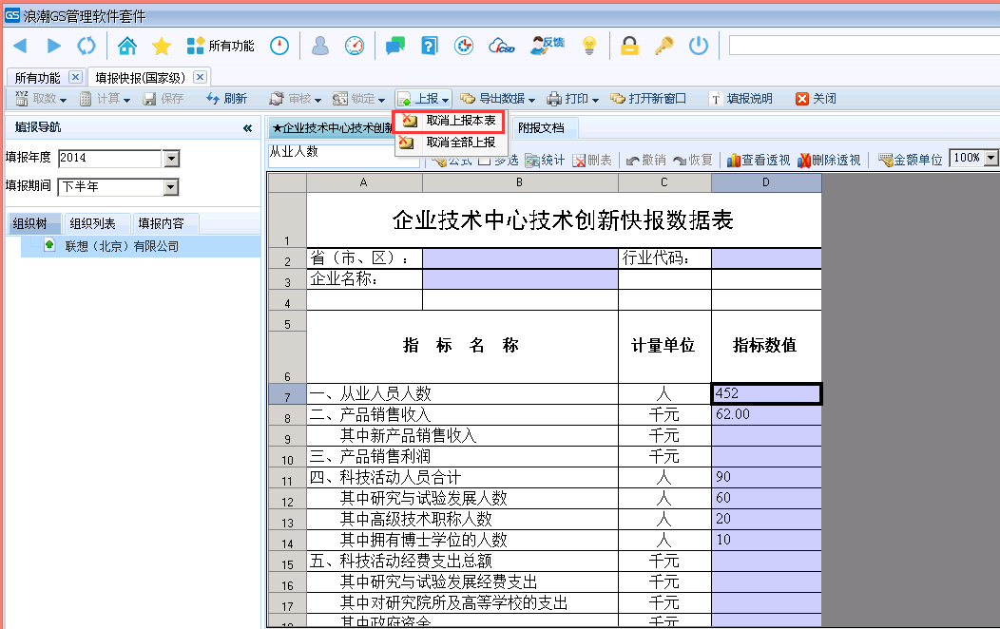 GS 浪潮GS管理软件套件
所有功能 iCSD 反馈
所有功能 填报快报(国家级)
XYZ 取数 计算 保存 刷新 审核 锁定 上报 导出数据 打印 打开新窗口 T 填报说明 关闭
填报导航 «
填报年度 2014
填报期间 下半年
组织树 组织列表 填报内容
联想（北京）有限公司
★企业技术中心技术创新 附报文档
取消上报本表
取消全部上报
从业人数
公式 多选 统计 删表 撤销 恢复 查看透视 删除透视 金额单位 100%
A B C D
1 企业技术中心技术创新快报数据表
2 省（市、区）： 行业代码：
3 企业名称：
4
5
6 指 标 名 称 计量单位 指标数值
7 一、从业人员人数 人 452
8 二、产品销售收入 千元 62.00
9 其中新产品销售收入 千元
10 三、产品销售利润 千元
11 四、科技活动人员合计 人 90
12 其中研究与试验发展人数 人 60
13 其中高级技术职称人数 人 20
14 其中拥有博士学位的人数 人 10
15 五、科技活动经费支出总额 千元
16 其中研究与试验发展经费支出 千元
17 其中对研究院所及高等学校的支出 千元
其中政府资金 千元